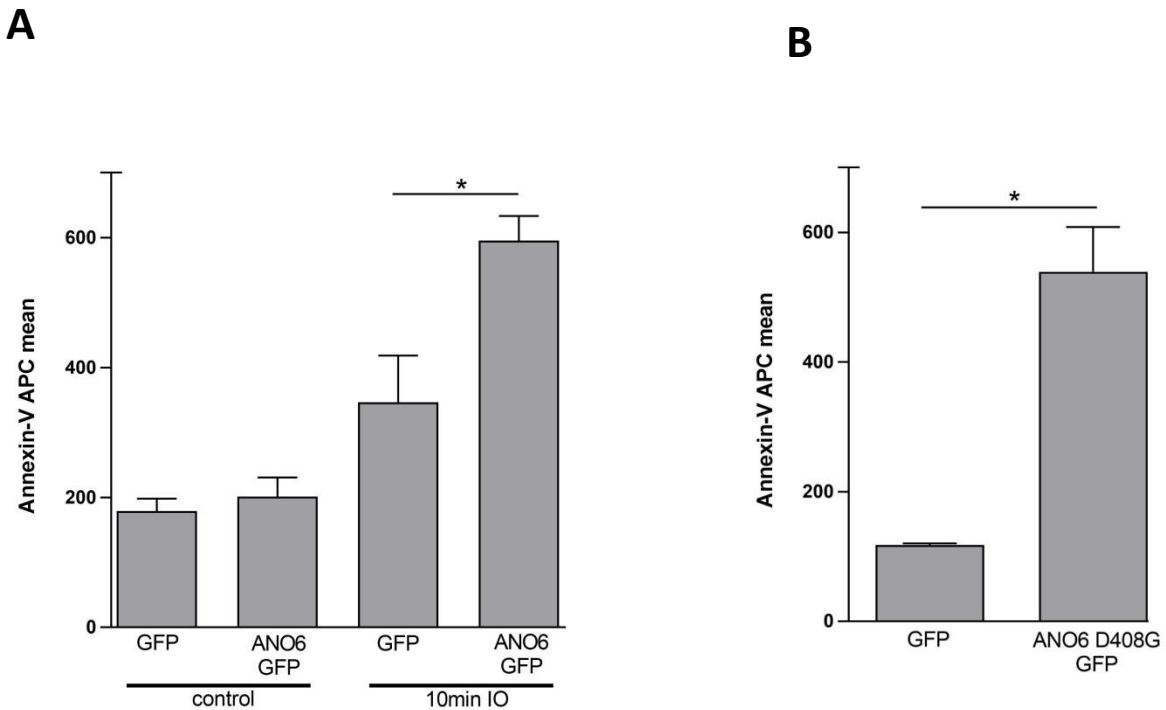 A
Annexin-V APC mean
600
400
200
0
*
GFP
ANO6
GFP
GFP
ANO6
GFP
control
10min IO
B
Annexin-V APC mean
600
400
200
0
*
GFP
ANO6 D408G
GFP